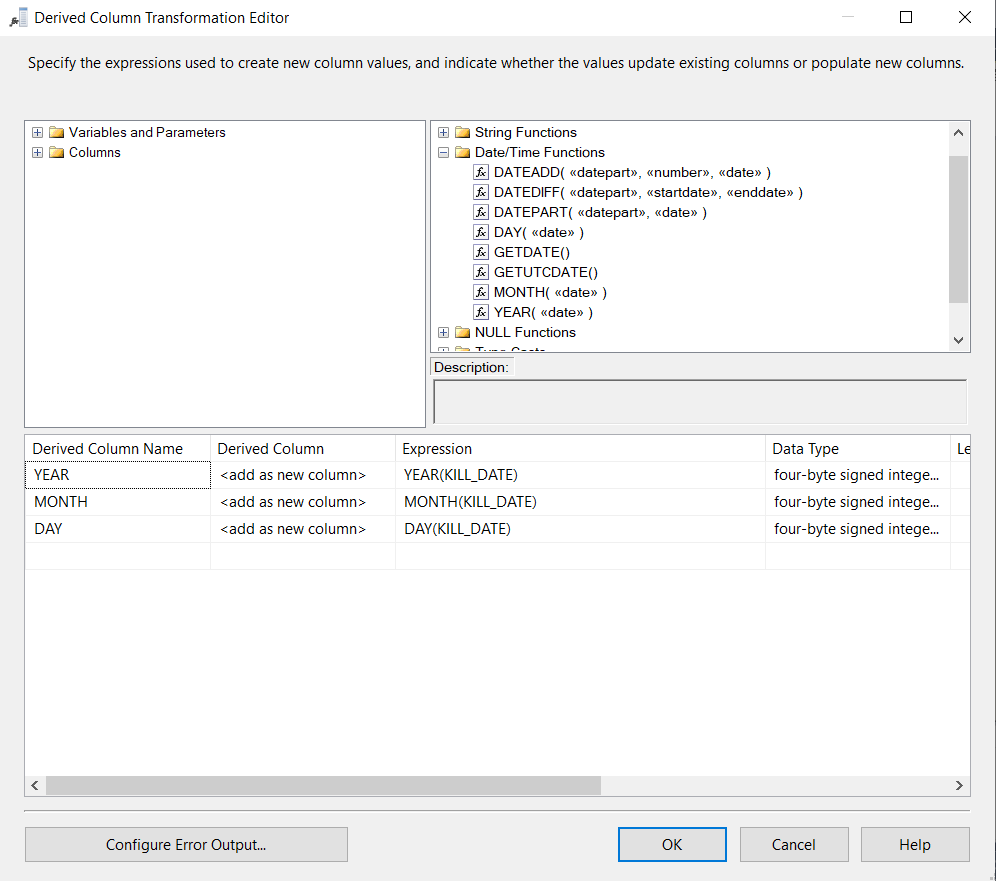 Derived Column Transformation Editor
Specify the expressions used to create new column values, and indicate whether the values update existing columns or populate new columns.
Variables and Parameters
Columns
String Functions
Date/Time Functions
DATEADD( «datepart», «number», «date» )
DATEDIFF( «datepart», «startdate», «enddate» )
DATEPART( «datepart», «date» )
DAY( «date» )
GETDATE()
GETUTCDATE()
MONTH( «date» )
YEAR( «date» )
NULL Functions
Type Casts
Description:
Derived Column Name Derived Column Expression Data Type Le
YEAR <add as new column> YEAR(KILL_DATE) four-byte signed intege...
MONTH <add as new column> MONTH(KILL_DATE) four-byte signed intege...
DAY <add as new column> DAY(KILL_DATE) four-byte signed intege...
Configure Error Output... OK Cancel Help